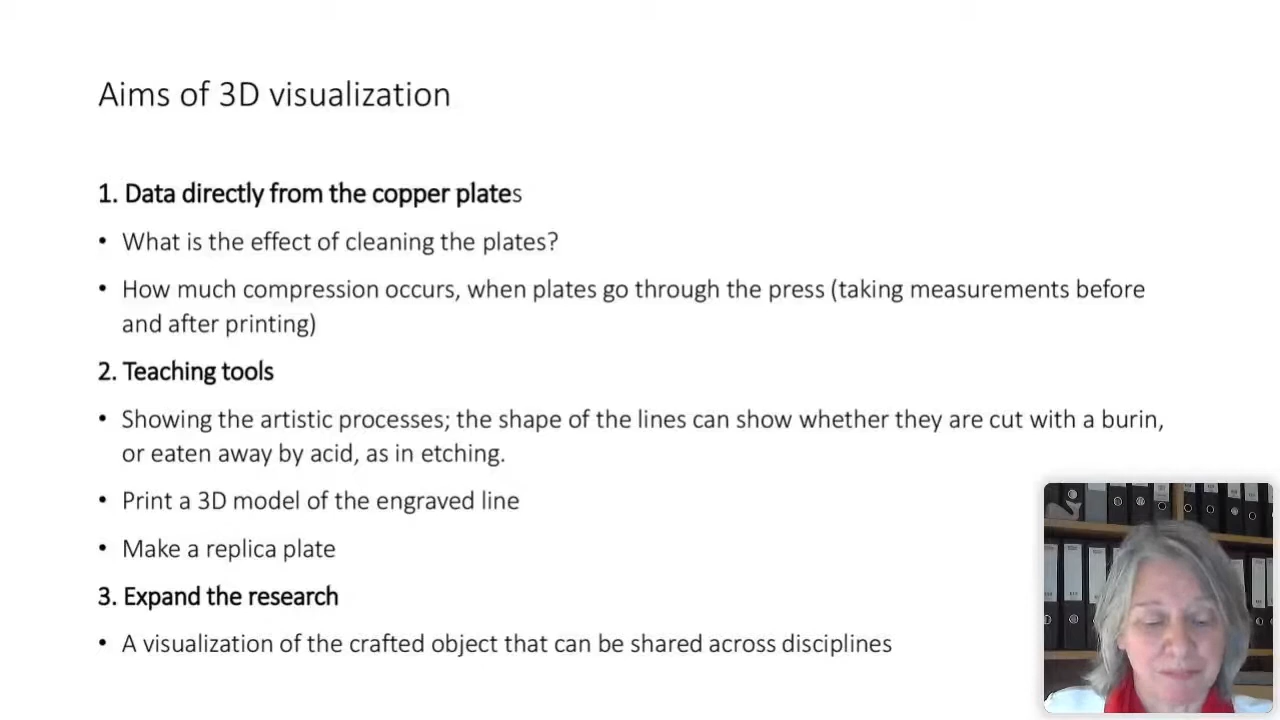 Aims of 3D visualization
1. Data directly from the copper plates
• What is the effect of cleaning the plates?
• How much compression occurs, when plates go through the press (taking measurements before
and after printing)
2. Teaching tools
• Showing the artistic processes; the shape of the lines can show whether they are cut with a burin,
or eaten away by acid, as in etching.
• Print a 3D model of the engraved line
• Make a replica plate
3. Expand the research
• A visualization of the crafted object that can be shared across disciplines